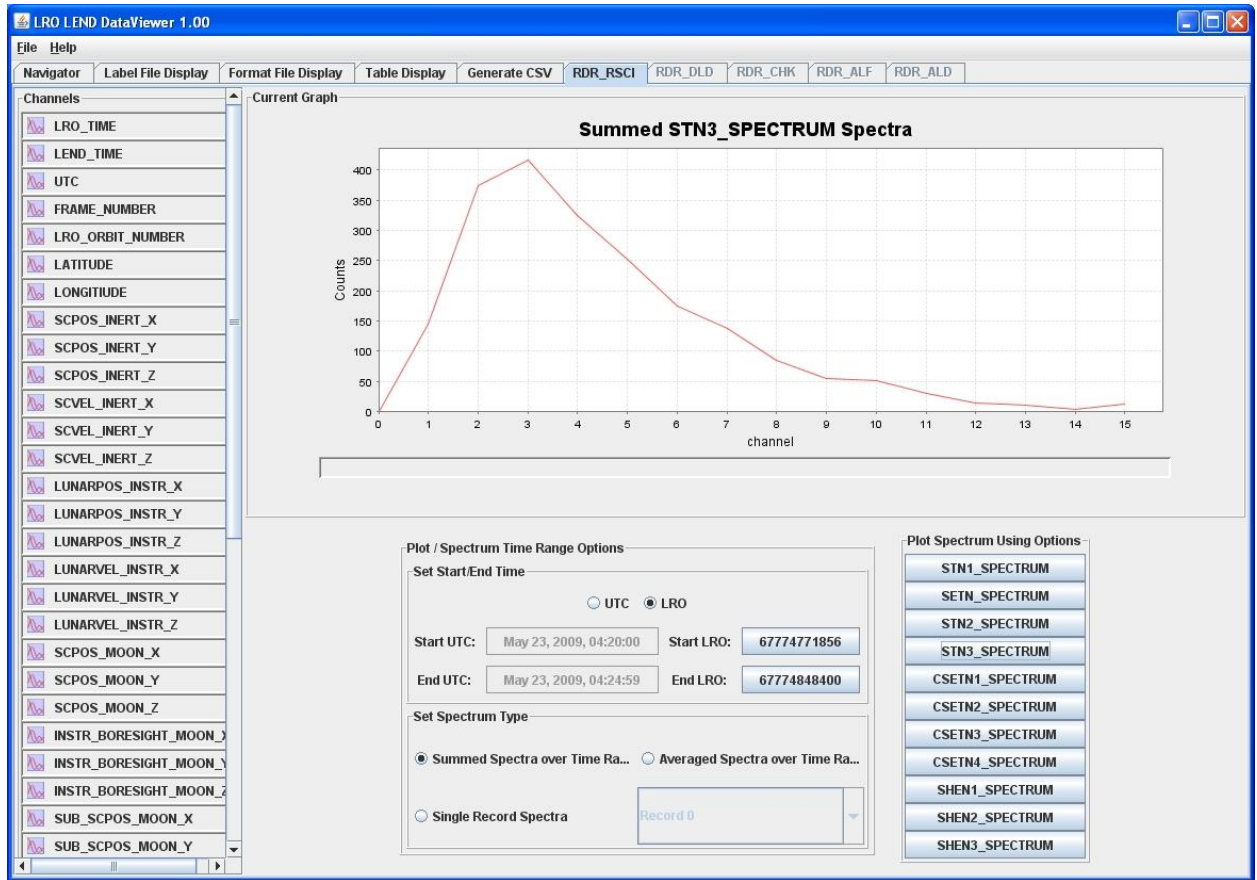 LRO LEND DataViewer 1.00
File Help
Navigator Label File Display Format File Display Table Display Generate CSV RDR_RSCI RDR_DLD RDR_CHK RDR_ALF RDR_ALD
Channels
LRO_TIME
LEND_TIME
UTC
FRAME_NUMBER
LRO_ORBIT_NUMBER
LATITUDE
LONGITIUDE
SCPOS_INERT_X
SCPOS_INERT_Y
SCPOS_INERT_Z
SCVEL_INERT_X
SCVEL_INERT_Y
SCVEL_INERT_Z
LUNARPOS_INSTR_X
LUNARPOS_INSTR_Y
LUNARPOS_INSTR_Z
LUNARVEL_INSTR_X
LUNARVEL_INSTR_Y
LUNARVEL_INSTR_Z
SCPOS_MOON_X
SCPOS_MOON_Y
SCPOS_MOON_Z
INSTR_BORESIGHT_MOON_X
INSTR_BORESIGHT_MOON_Y
INSTR_BORESIGHT_MOON_Z
SUB_SCPOS_MOON_X
SUB_SCPOS_MOON_Y
Current Graph
Summed STN3_SPECTRUM Spectra
Counts
400
350
300
250
200
150
100
50
0
0 1 2 3 4 5 6 7 8 9 10 11 12 13 14 15
channel
Plot / Spectrum Time Range Options
Set Start/End Time
UTC LRO
Start UTC: May 23, 2009, 04:20:00 Start LRO: 67774771856
End UTC: May 23, 2009, 04:24:59 End LRO: 67774848400
Set Spectrum Type
Summed Spectra over Time Ra... Averaged Spectra over Time Ra...
Single Record Spectra Record 0
Plot Spectrum Using Options
STN1_SPECTRUM
SETN_SPECTRUM
STN2_SPECTRUM
STN3_SPECTRUM
CSETN1_SPECTRUM
CSETN2_SPECTRUM
CSETN3_SPECTRUM
CSETN4_SPECTRUM
SHEN1_SPECTRUM
SHEN2_SPECTRUM
SHEN3_SPECTRUM